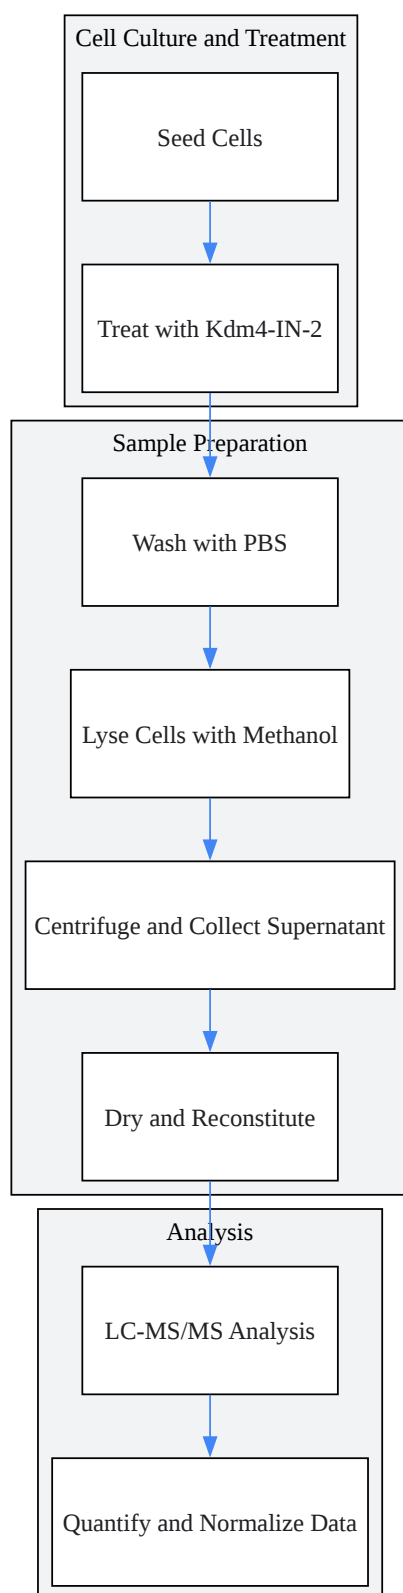 Cell Culture and Treatment
Seed Cells
Treat with Kdm4-IN-2
Sample Preparation
Wash with PBS
Lyse Cells with Methanol
Centrifuge and Collect Supernatant
Dry and Reconstitute
Analysis
LC-MS/MS Analysis
Quantify and Normalize Data